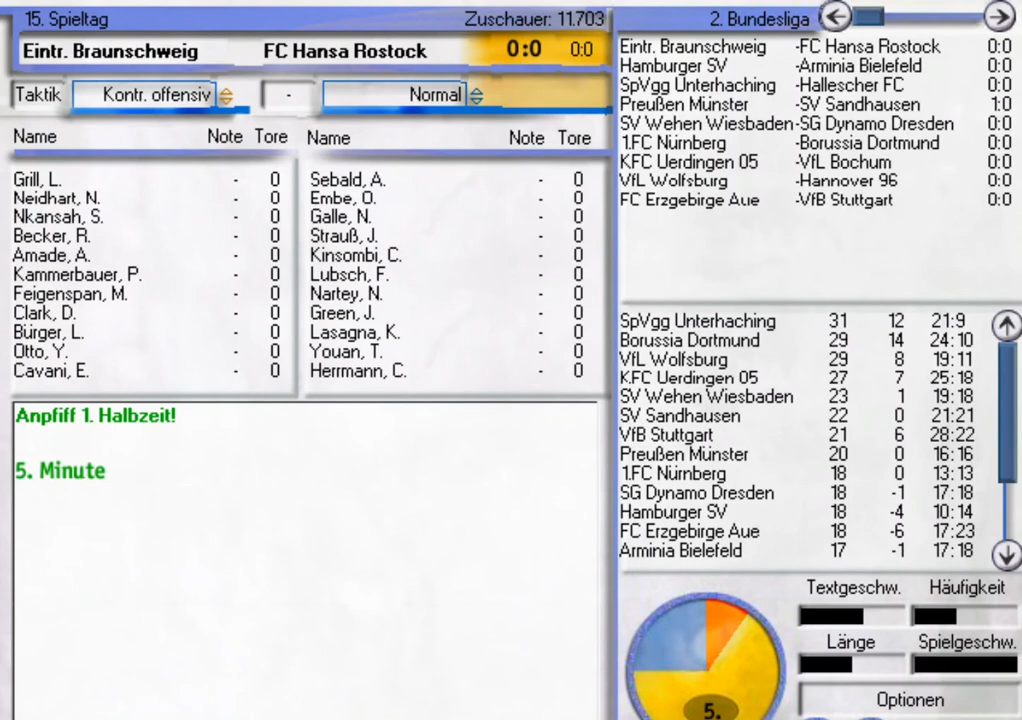 15. Spieltag Zuschauer: 11.703
Eintr. Braunschweig FC Hansa Rostock 0:0 0:0
Taktik Kontr. offensiv - Normal
Name Note Tore Name Note Tore
Grill, L. - 0 Sebald, A. - 0
Neidhart, N. - 0 Embe, O. - 0
Nkansah, S. - 0 Galle, N. - 0
Becker, R. - 0 Strauß, J. - 0
Amade, A. - 0 Kinsombi, C. - 0
Kammerbauer, P. - 0 Lubsch, F. - 0
Feigenspan, M. - 0 Nartey, N. - 0
Clark, D. - 0 Green, J. - 0
Bürger, L. - 0 Lasagna, K. - 0
Otto, Y. - 0 Youan, T. - 0
Cavani, E. - 0 Herrmann, C. - 0
Anpfiff 1. Halbzeit!
5. Minute
2. Bundesliga
Eintr. Braunschweig -FC Hansa Rostock 0:0
Hamburger SV -Arminia Bielefeld 0:0
SpVgg Unterhaching -Hallescher FC 0:0
Preußen Münster -SV Sandhausen 1:0
SV Wehen Wiesbaden -SG Dynamo Dresden 0:0
1.FC Nürnberg -Borussia Dortmund 0:0
KFC Uerdingen 05 -VfL Bochum 0:0
VfL Wolfsburg -Hannover 96 0:0
FC Erzgebirge Aue -VfB Stuttgart 0:0
SpVgg Unterhaching 31 12 21:9
Borussia Dortmund 29 14 24:10
VfL Wolfsburg 29 8 19:11
KFC Uerdingen 05 27 7 25:18
SV Wehen Wiesbaden 23 1 19:18
SV Sandhausen 22 0 21:21
VfB Stuttgart 21 6 28:22
Preußen Münster 20 0 16:16
1.FC Nürnberg 18 0 13:13
SG Dynamo Dresden 18 -1 17:18
Hamburger SV 18 -4 10:14
FC Erzgebirge Aue 18 -6 17:23
Arminia Bielefeld 17 -1 17:18
Textgeschw. Häufigkeit
Länge Spielgeschw.
Optionen
5.